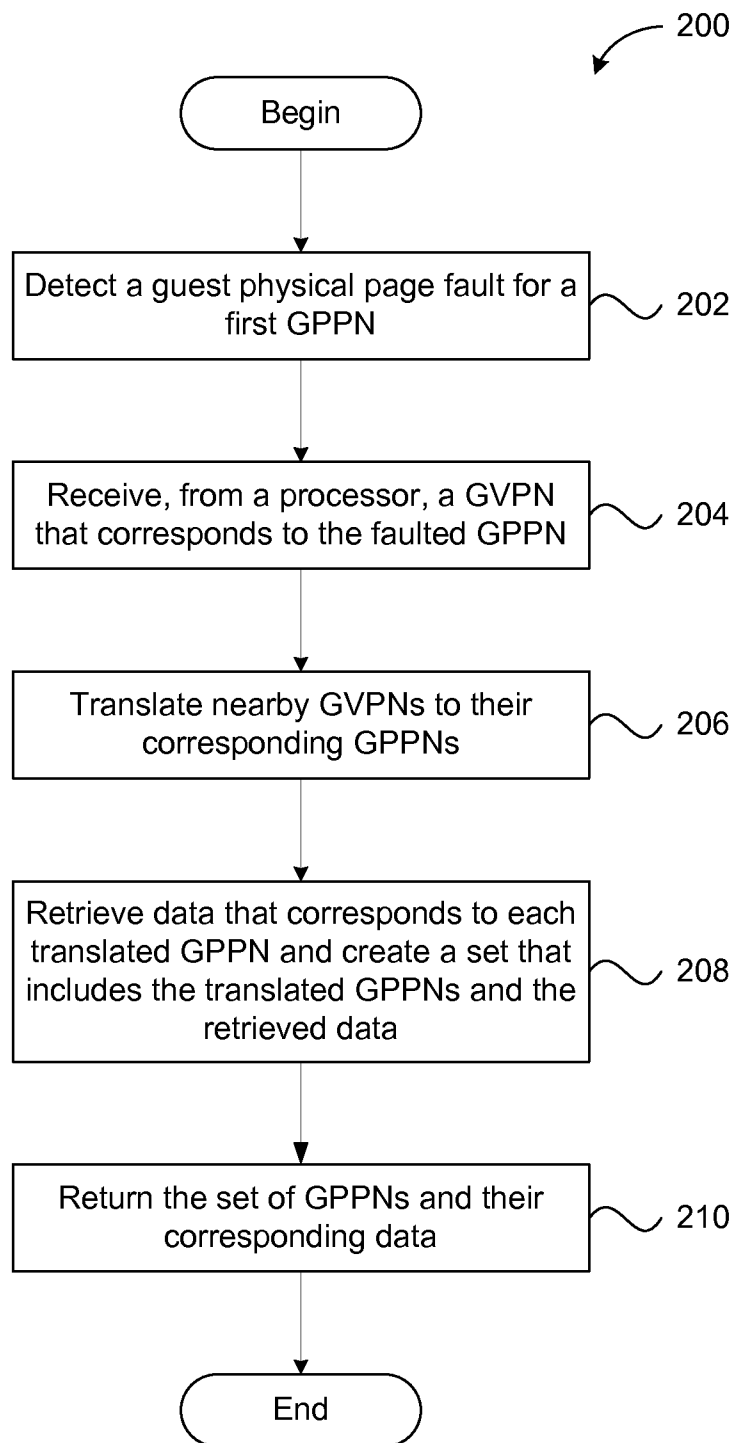 200
Begin
Detect a guest physical page fault for a
first GPPN
202
Receive, from a processor, a GVPN
that corresponds to the faulted GPPN
204
Translate nearby GVPNs to their
corresponding GPPNs
206
Retrieve data that corresponds to each
translated GPPN and create a set that
includes the translated GPPNs and the
retrieved data
208
Return the set of GPPNs and their
corresponding data
210
End